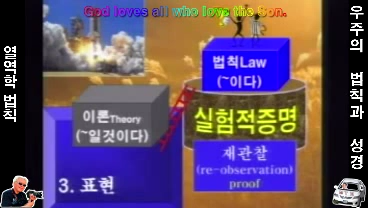 God loves all who love the Son.
열역학 법칙
우주의 법칙과 성경
법칙Law
(~이다)
이론Theory
(~일것이다)
실험적증명
재관찰
(re-observation)
proof
3. 표현